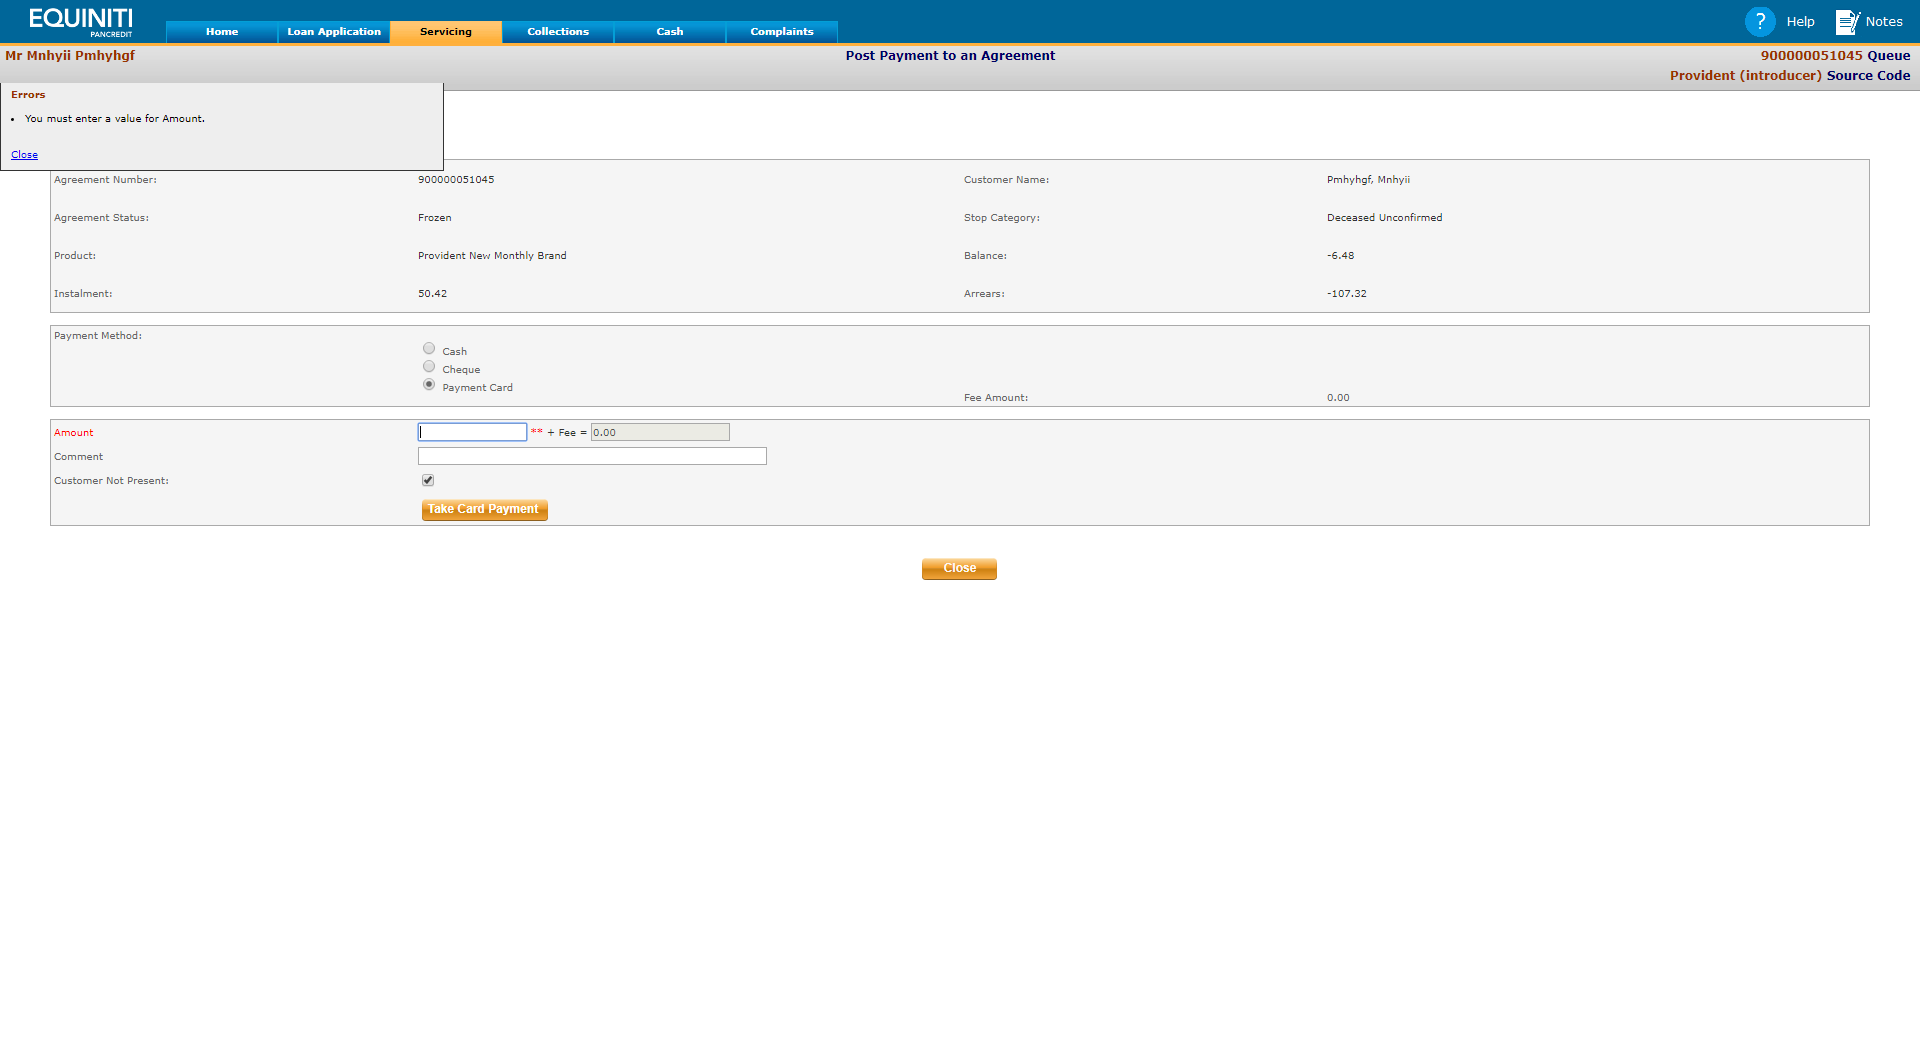 EQUINITI
PANCREDIT
Home Loan Application Servicing Collections Cash Complaints
? Help Notes
Mr Mnhyii Pmhyhgf Post Payment to an Agreement 900000051045 Queue
Provident (introducer) Source Code
Errors
• You must enter a value for Amount.
Close
Agreement Number: 900000051045 Customer Name: Pmhyhgf, Mnhyii
Agreement Status: Frozen Stop Category: Deceased Unconfirmed
Product: Provident New Monthly Brand Balance: -6.48
Instalment: 50.42 Arrears: -107.32
Payment Method:
Cash
Cheque
Payment Card
Fee Amount: 0.00
Amount ** + Fee = 0.00
Comment
Customer Not Present:
Take Card Payment
Close